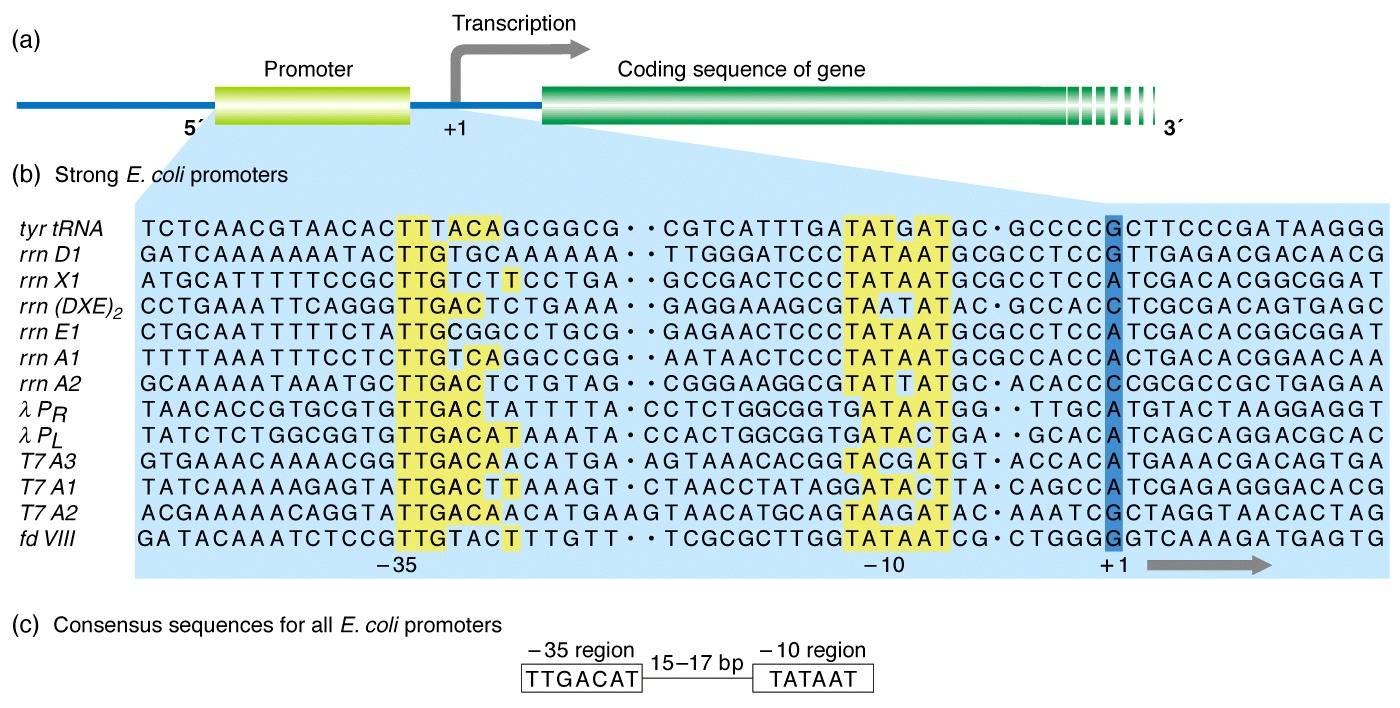 (a)
Transcription
Promoter
Coding sequence of gene
5´
+1
3´
(b) Strong E. coli promoters
tyr tRNA TCTCAACGTAACACTTTACAGCGGCG··CGTCATTTGATATGATGC·GCCCCGCTTCCCGATAAGGG
rrn D1 GATCAAAAAAATACTTGTGCAAAAAA··TTGGGATCCCTATAATGCGCCTCCGTTGAGACGACAACG
rrn X1 ATGCATTTTTCCGCTTGTCTTCCTGA··GCCGACTCCCTATAATGCGCCTCCATCGACACGGCGGAT
rrn (DXE)2 CCTGAAATTCAGGGTTGACTCTGAAA··GAGGAAAGCGTAATATAC·GCCACCTCGCGACAGTGAGC
rrn E1 CTGCAATTTTTCTATTGCGGCCTGCG··GAGAACTCCCTATAATGCGCCTCCATCGACACGGCGGAT
rrn A1 TTTTAAATTTCCTCTTGTCAGGCCGG··AATAACTCCCTATAATGCGCCACCACTGACACGGAACAA
rrn A2 GCAAAAATAAATGCTTGACTCTGTAG··CGGGAAGGCGTATTATGC·ACACCCCGCGCCGCTGAGAA
λ PR TAACACCGTGCGTGTTGACTATTTTA·CCTCTGGCGGTGATAATGG··TTGCATGTACTAAGGAGGT
λ PL TATCTCTGGCGGTGTTGACATAAATA·CCACTGGCGGTGATACTGA··GCACATCAGCAGGACGCAC
T7 A3 GTGAAACAAAACGGTTGACAACATGA·AGTAAACACGGTACGATGT·ACCACATGAAACGACAGTGA
T7 A1 TATCAAAAAGAGTATTGACTTAAAGT·CTAACCTATAGGATACTTA·CAGCCATCGAGAGGGACACG
T7 A2 ACGAAAAACAGGTATTGACAACATGAAGTAACATGCAGTAAGATAC·AAATCGCTAGGTAACACTAG
fd VIII GATACAAATCTCCGTTGTACTTTGTT··TCGCGCTTGGTATAATCG·CTGGGGGTCAAAGATGAGTG
−35 −10 +1
(c) Consensus sequences for all E. coli promoters
−35 region 15–17 bp −10 region
TTGACAT TATAAT